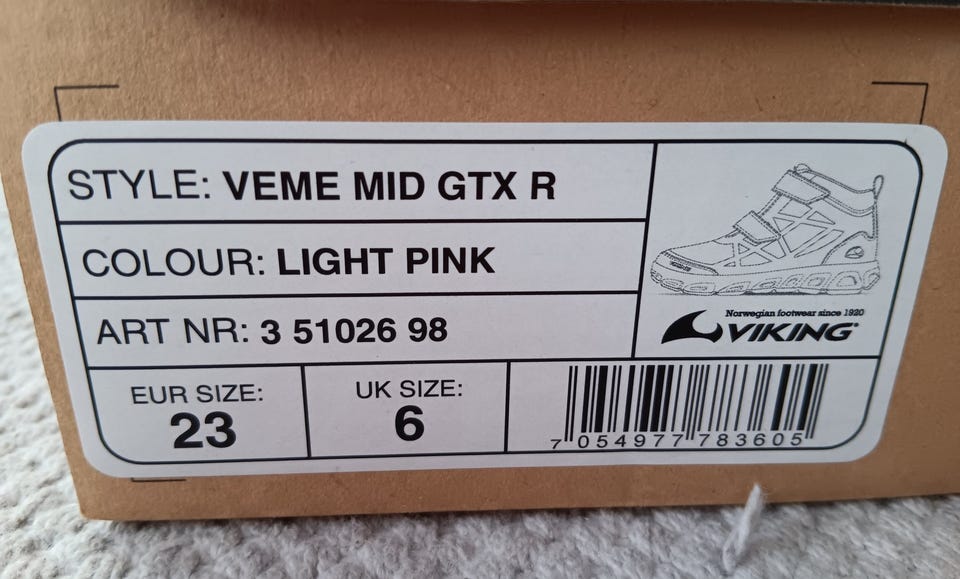 STYLE: VEME MID GTX R
COLOUR: LIGHT PINK
ART NR: 3 51026 98
EUR SIZE:
23
UK SIZE:
6
Norwegian footwear since 1920
VIKING®
7 054977 783605